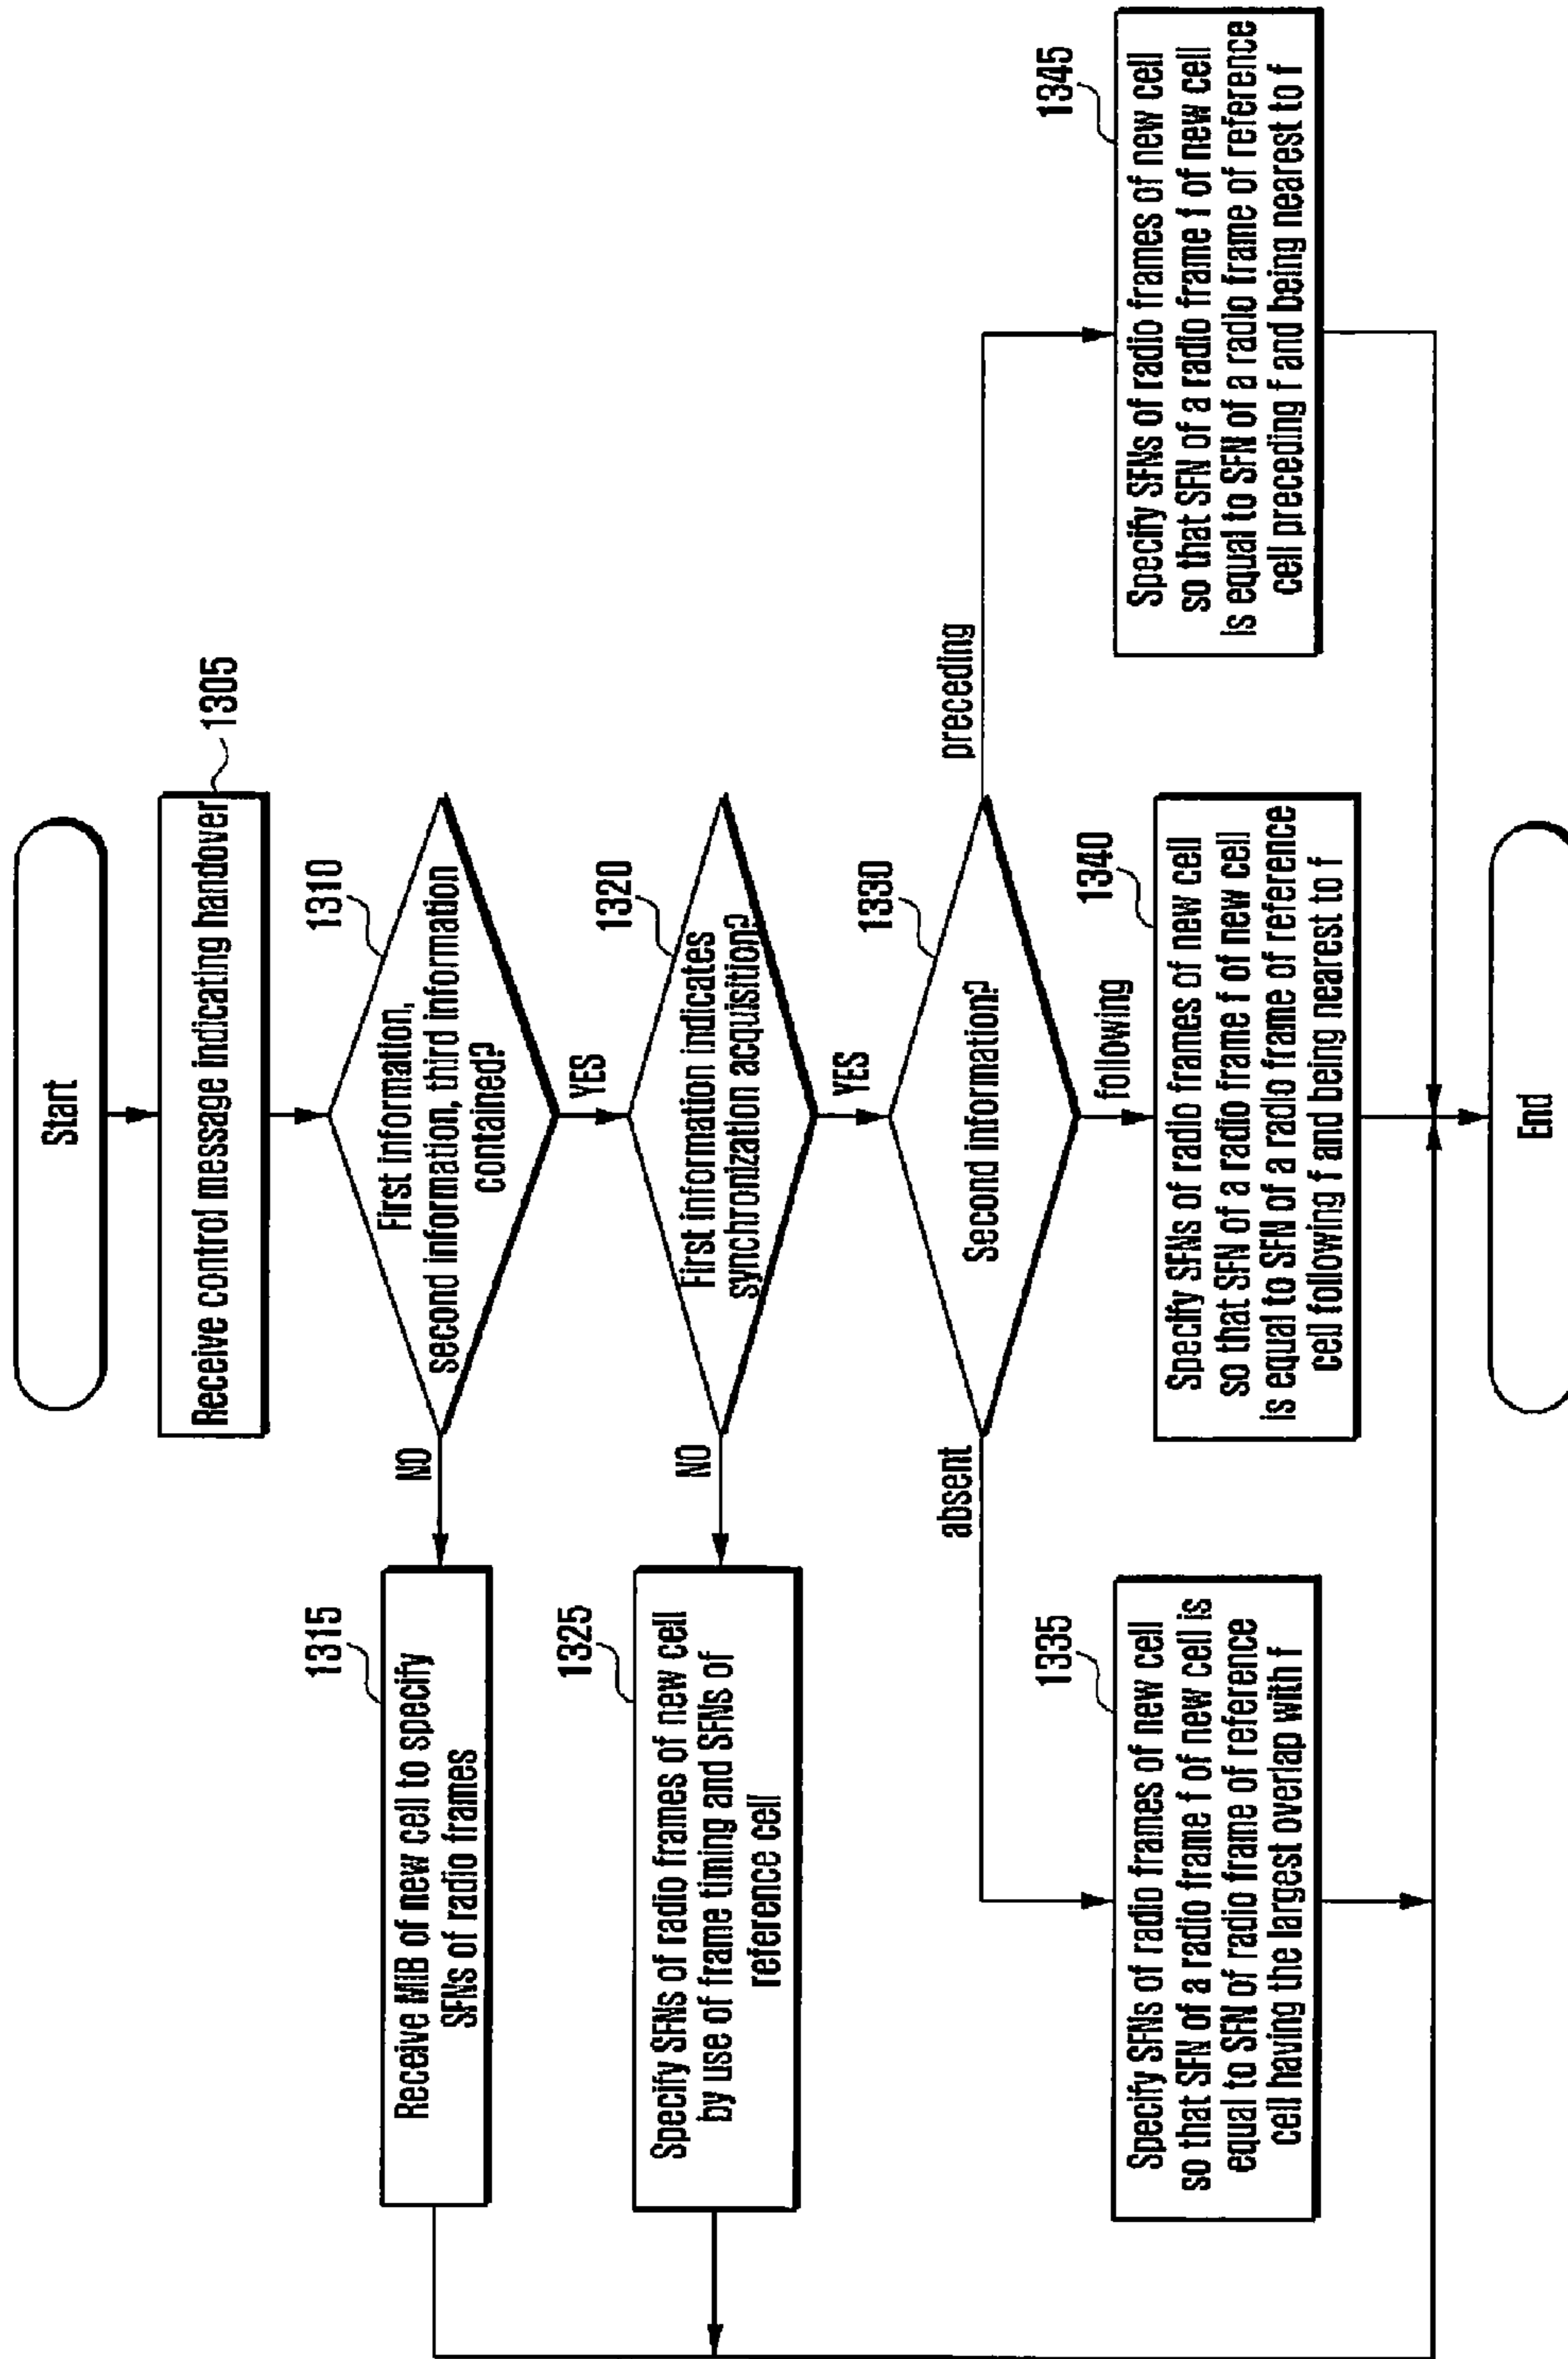 Start
Receive control message indicating handover
1305
First information,
second information, third information
contained?
1310
NO
YES
Receive MIB of new cell to specify
SFNs of radio frames
1315
First information indicates
synchronization acquisition?
1320
NO
YES
Specify SFNs of radio frames of new cell
by use of frame timing and SFNs of
reference cell
1325
Second information?
1330
absent
following
preceding
Specify SFNs of radio frames of new cell
so that SFN of a radio frame f of new cell is
equal to SFN of radio frame of reference
cell having the largest overlap with f
1335
Specify SFNs of radio frames of new cell
so that SFN of a radio frame f of new cell
is equal to SFN of a radio frame of reference
cell following f and being nearest to f
1340
Specify SFNs of radio frames of new cell
so that SFN of a radio frame f of new cell
is equal to SFN of a radio frame of reference
cell preceding f and being nearest to f
1345
End